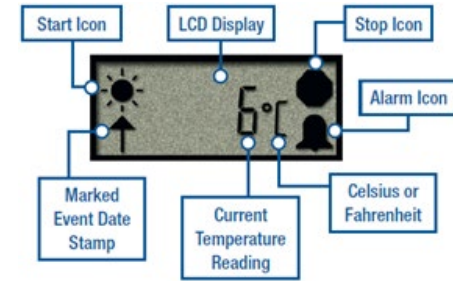 Start Icon
LCD Display
Stop Icon
6°C
Alarm Icon
Marked
Event Date
Stamp
Current
Temperature
Reading
Celsius or
Fahrenheit